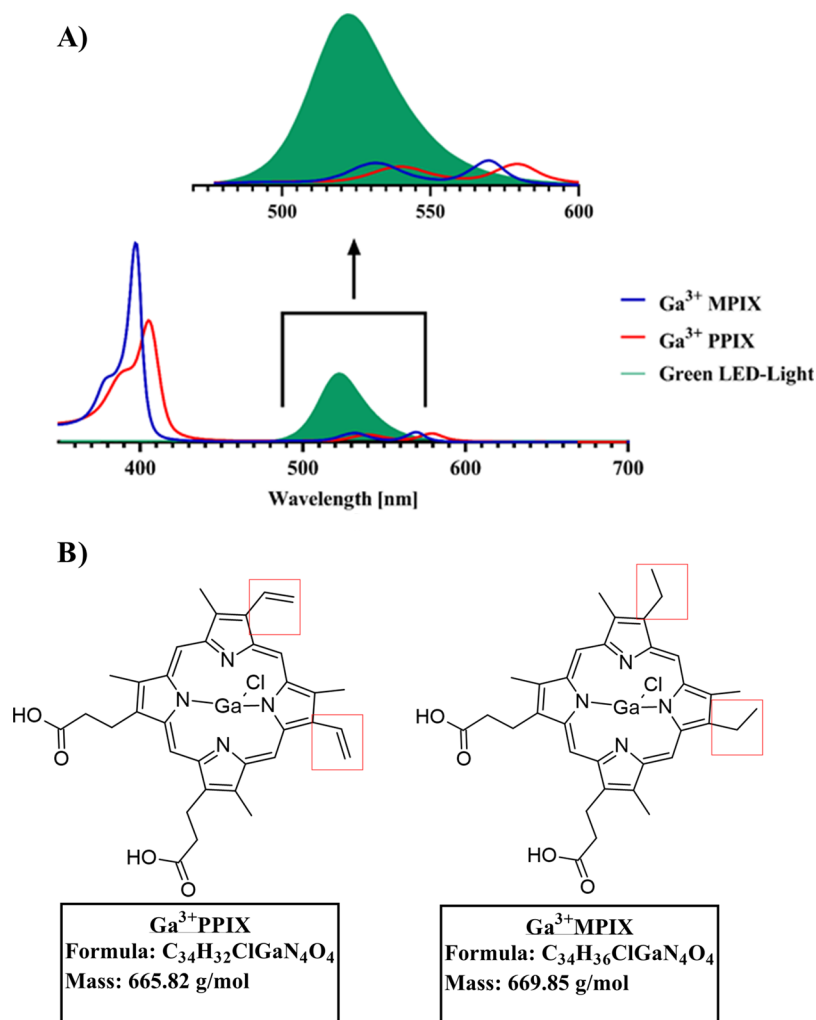 A)
500 550 600
Ga³⁺ MPIX
Ga³⁺ PPIX
Green LED-Light
400 500 600 700
Wavelength [nm]
B)
N
Cl
N Ga N
N
HO
O
HO
O
N
Cl
N Ga N
N
HO
O
HO
O
Ga³⁺PPIX
Formula: C₃₄H₃₂ClGaN₄O₄
Mass: 665.82 g/mol
Ga³⁺MPIX
Formula: C₃₄H₃₆ClGaN₄O₄
Mass: 669.85 g/mol